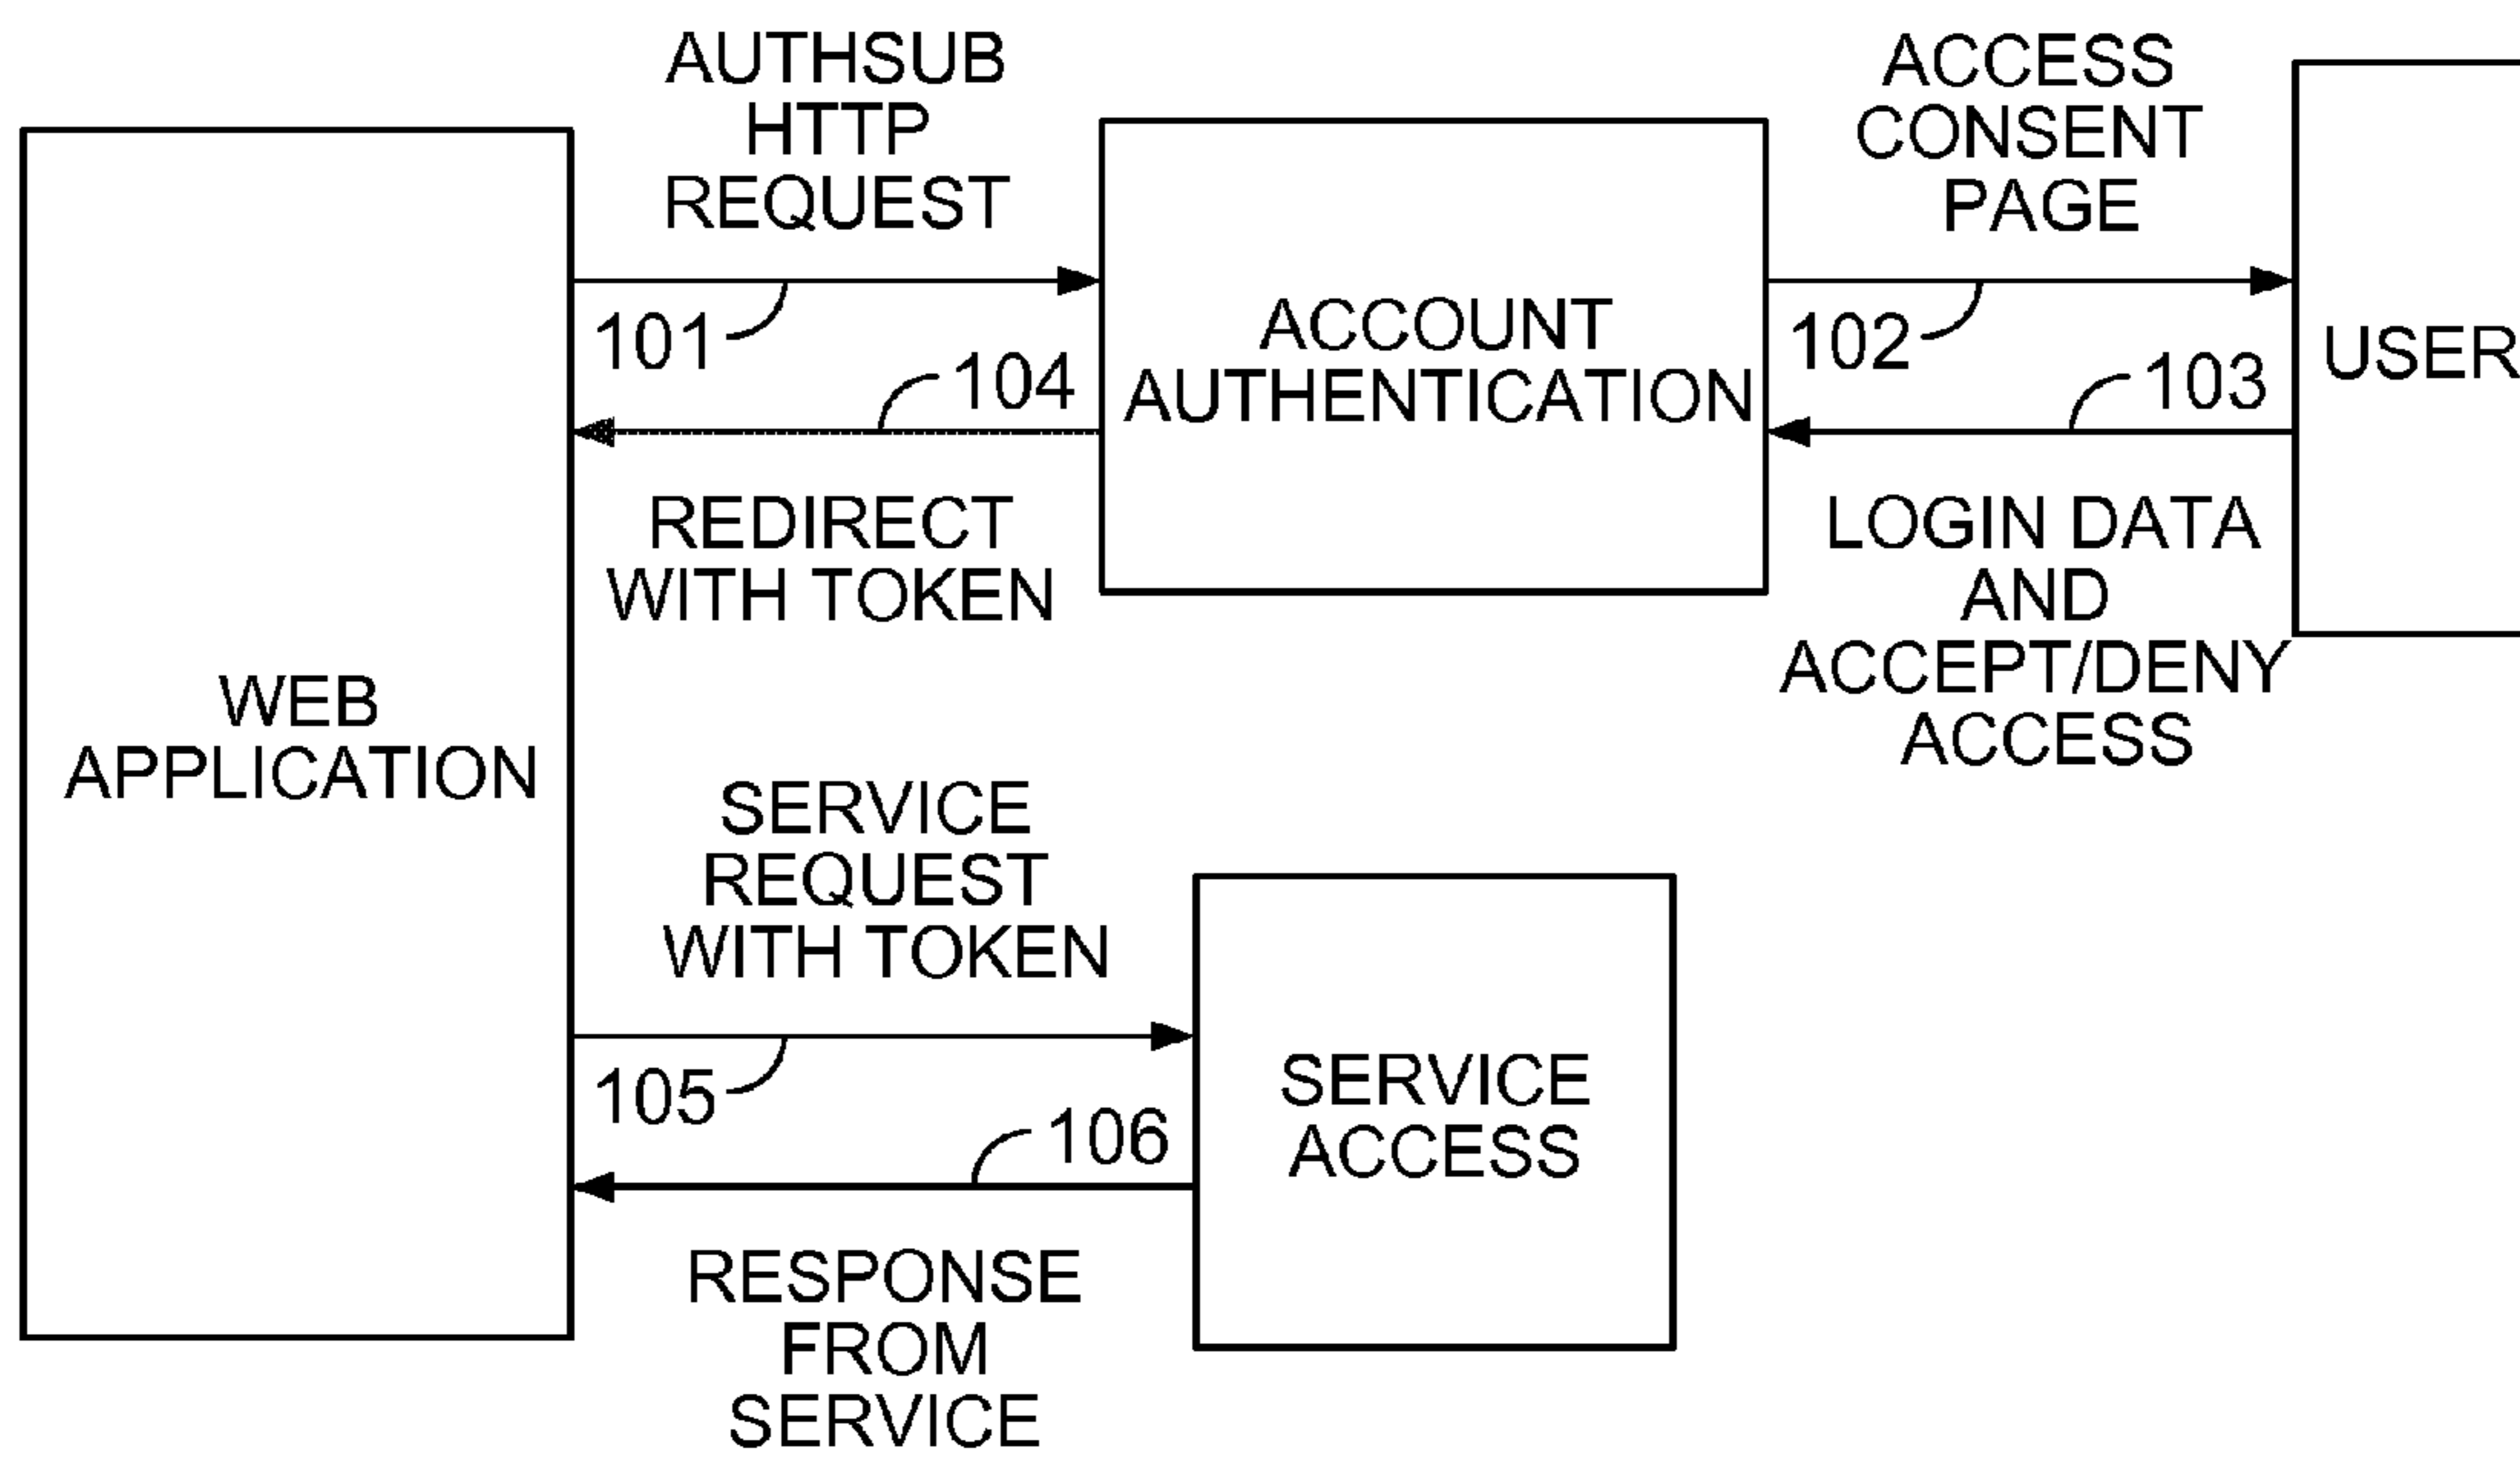 AUTHSUB
HTTP
REQUEST
ACCESS
CONSENT
PAGE
101
104
ACCOUNT
AUTHENTICATION
102
103
USER
REDIRECT
WITH TOKEN
LOGIN DATA
AND
ACCEPT/DENY
ACCESS
WEB
APPLICATION
SERVICE
REQUEST
WITH TOKEN
105
106
SERVICE
ACCESS
RESPONSE
FROM
SERVICE